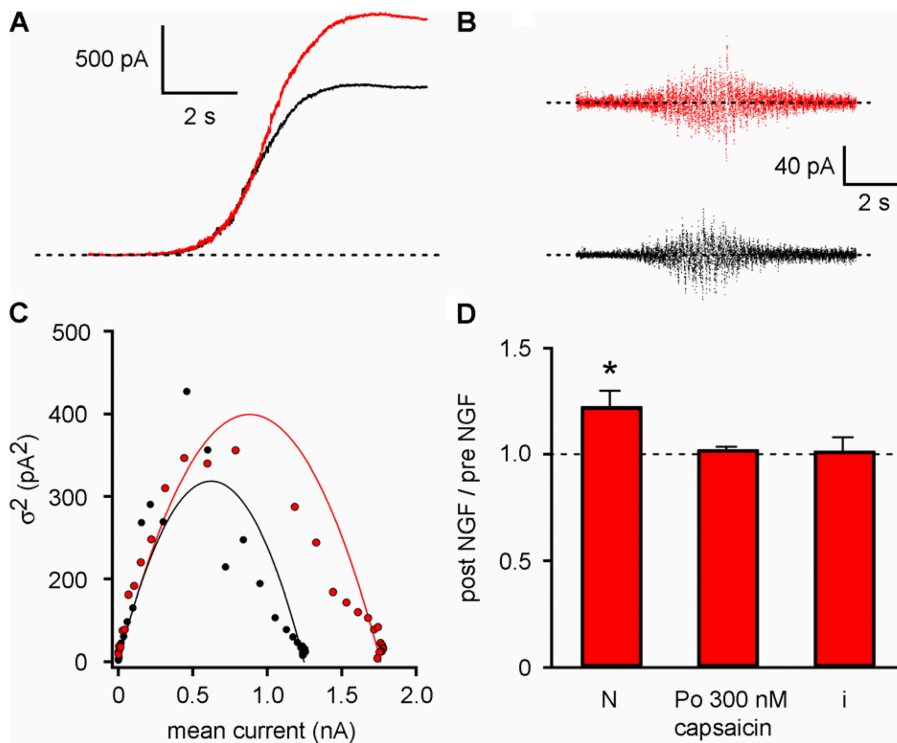 A
500 pA
2 s
B
40 pA
2 s
C
500
400
300
200
0
σ² (pA²)
0
0.5
1.0
1.5
2.0
mean current (nA)
D
1.5
*
1.0
0.5
0
post NGF / pre NGF
N
Po 300 nM
capsaicin
i